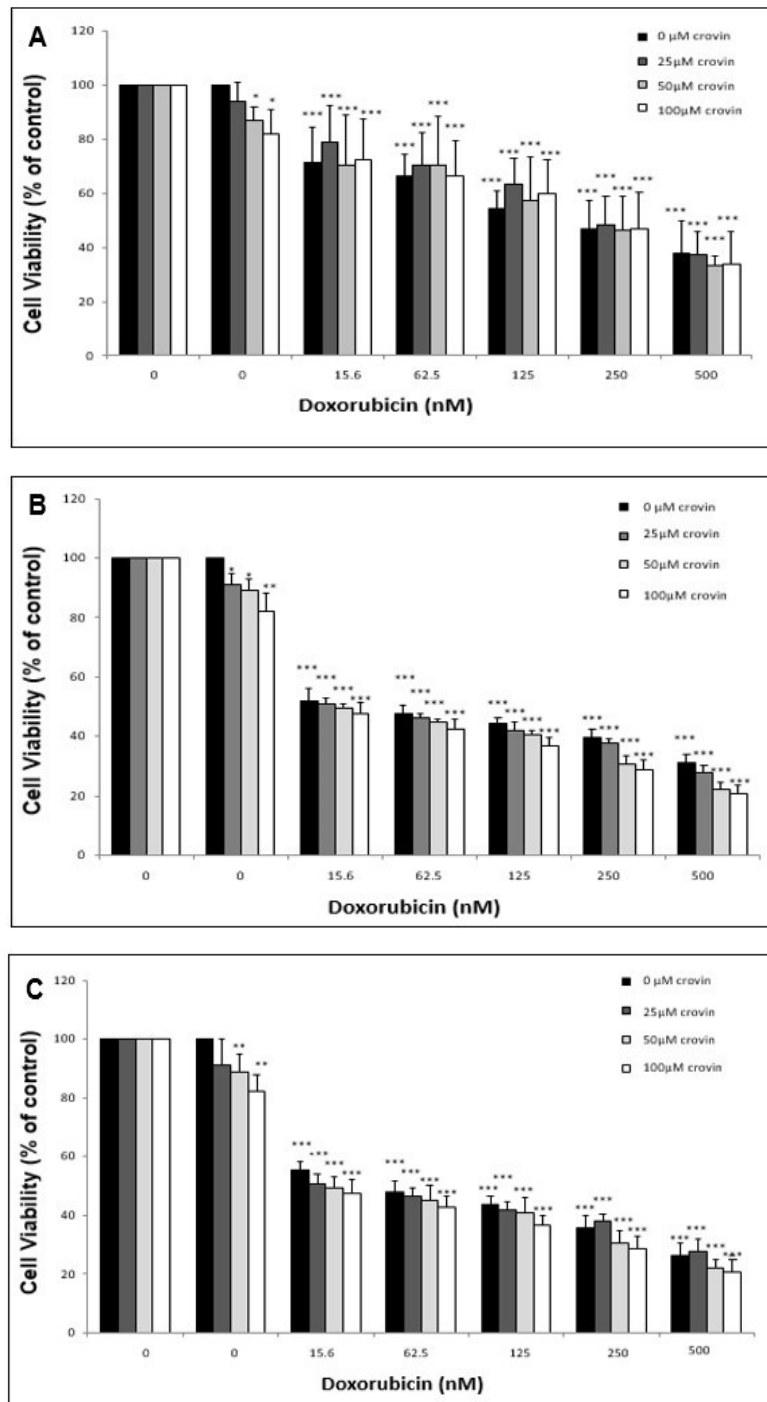 A
120
100
80
60
40
20
0
Cell Viability (% of control)
0 µM crovin
25µM crovin
50µM crovin
100µM crovin
* *
*** *** *** ***
*** *** *** ***
*** *** *** ***
*** *** *** ***
*** *** *** ***
0 0 15.6 62.5 125 250 500
Doxorubicin (nM)
B
120
100
80
60
40
20
0
Cell Viability (% of control)
0 µM crovin
25µM crovin
50µM crovin
100µM crovin
* * **
*** *** *** ***
*** *** *** ***
*** *** *** ***
*** *** *** ***
*** *** *** ***
0 0 15.6 62.5 125 250 500
Doxorubicin (nM)
C
120
100
80
60
40
20
0
Cell Viability (% of control)
0 µM crovin
25µM crovin
50µM crovin
100µM crovin
** **
*** *** *** ***
*** *** *** ***
*** *** *** ***
*** *** *** ***
*** *** *** ***
0 0 15.6 62.5 125 250 500
Doxorubicin (nM)